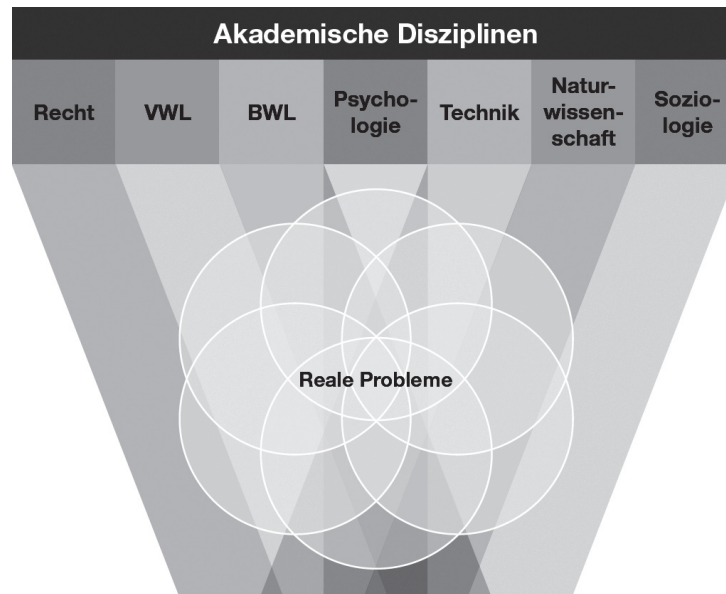 Akademische Disziplinen
Recht
VWL
BWL
Psycho-
logie
Technik
Natur-
wissen-
schaft
Sozio-
logie
Reale Probleme